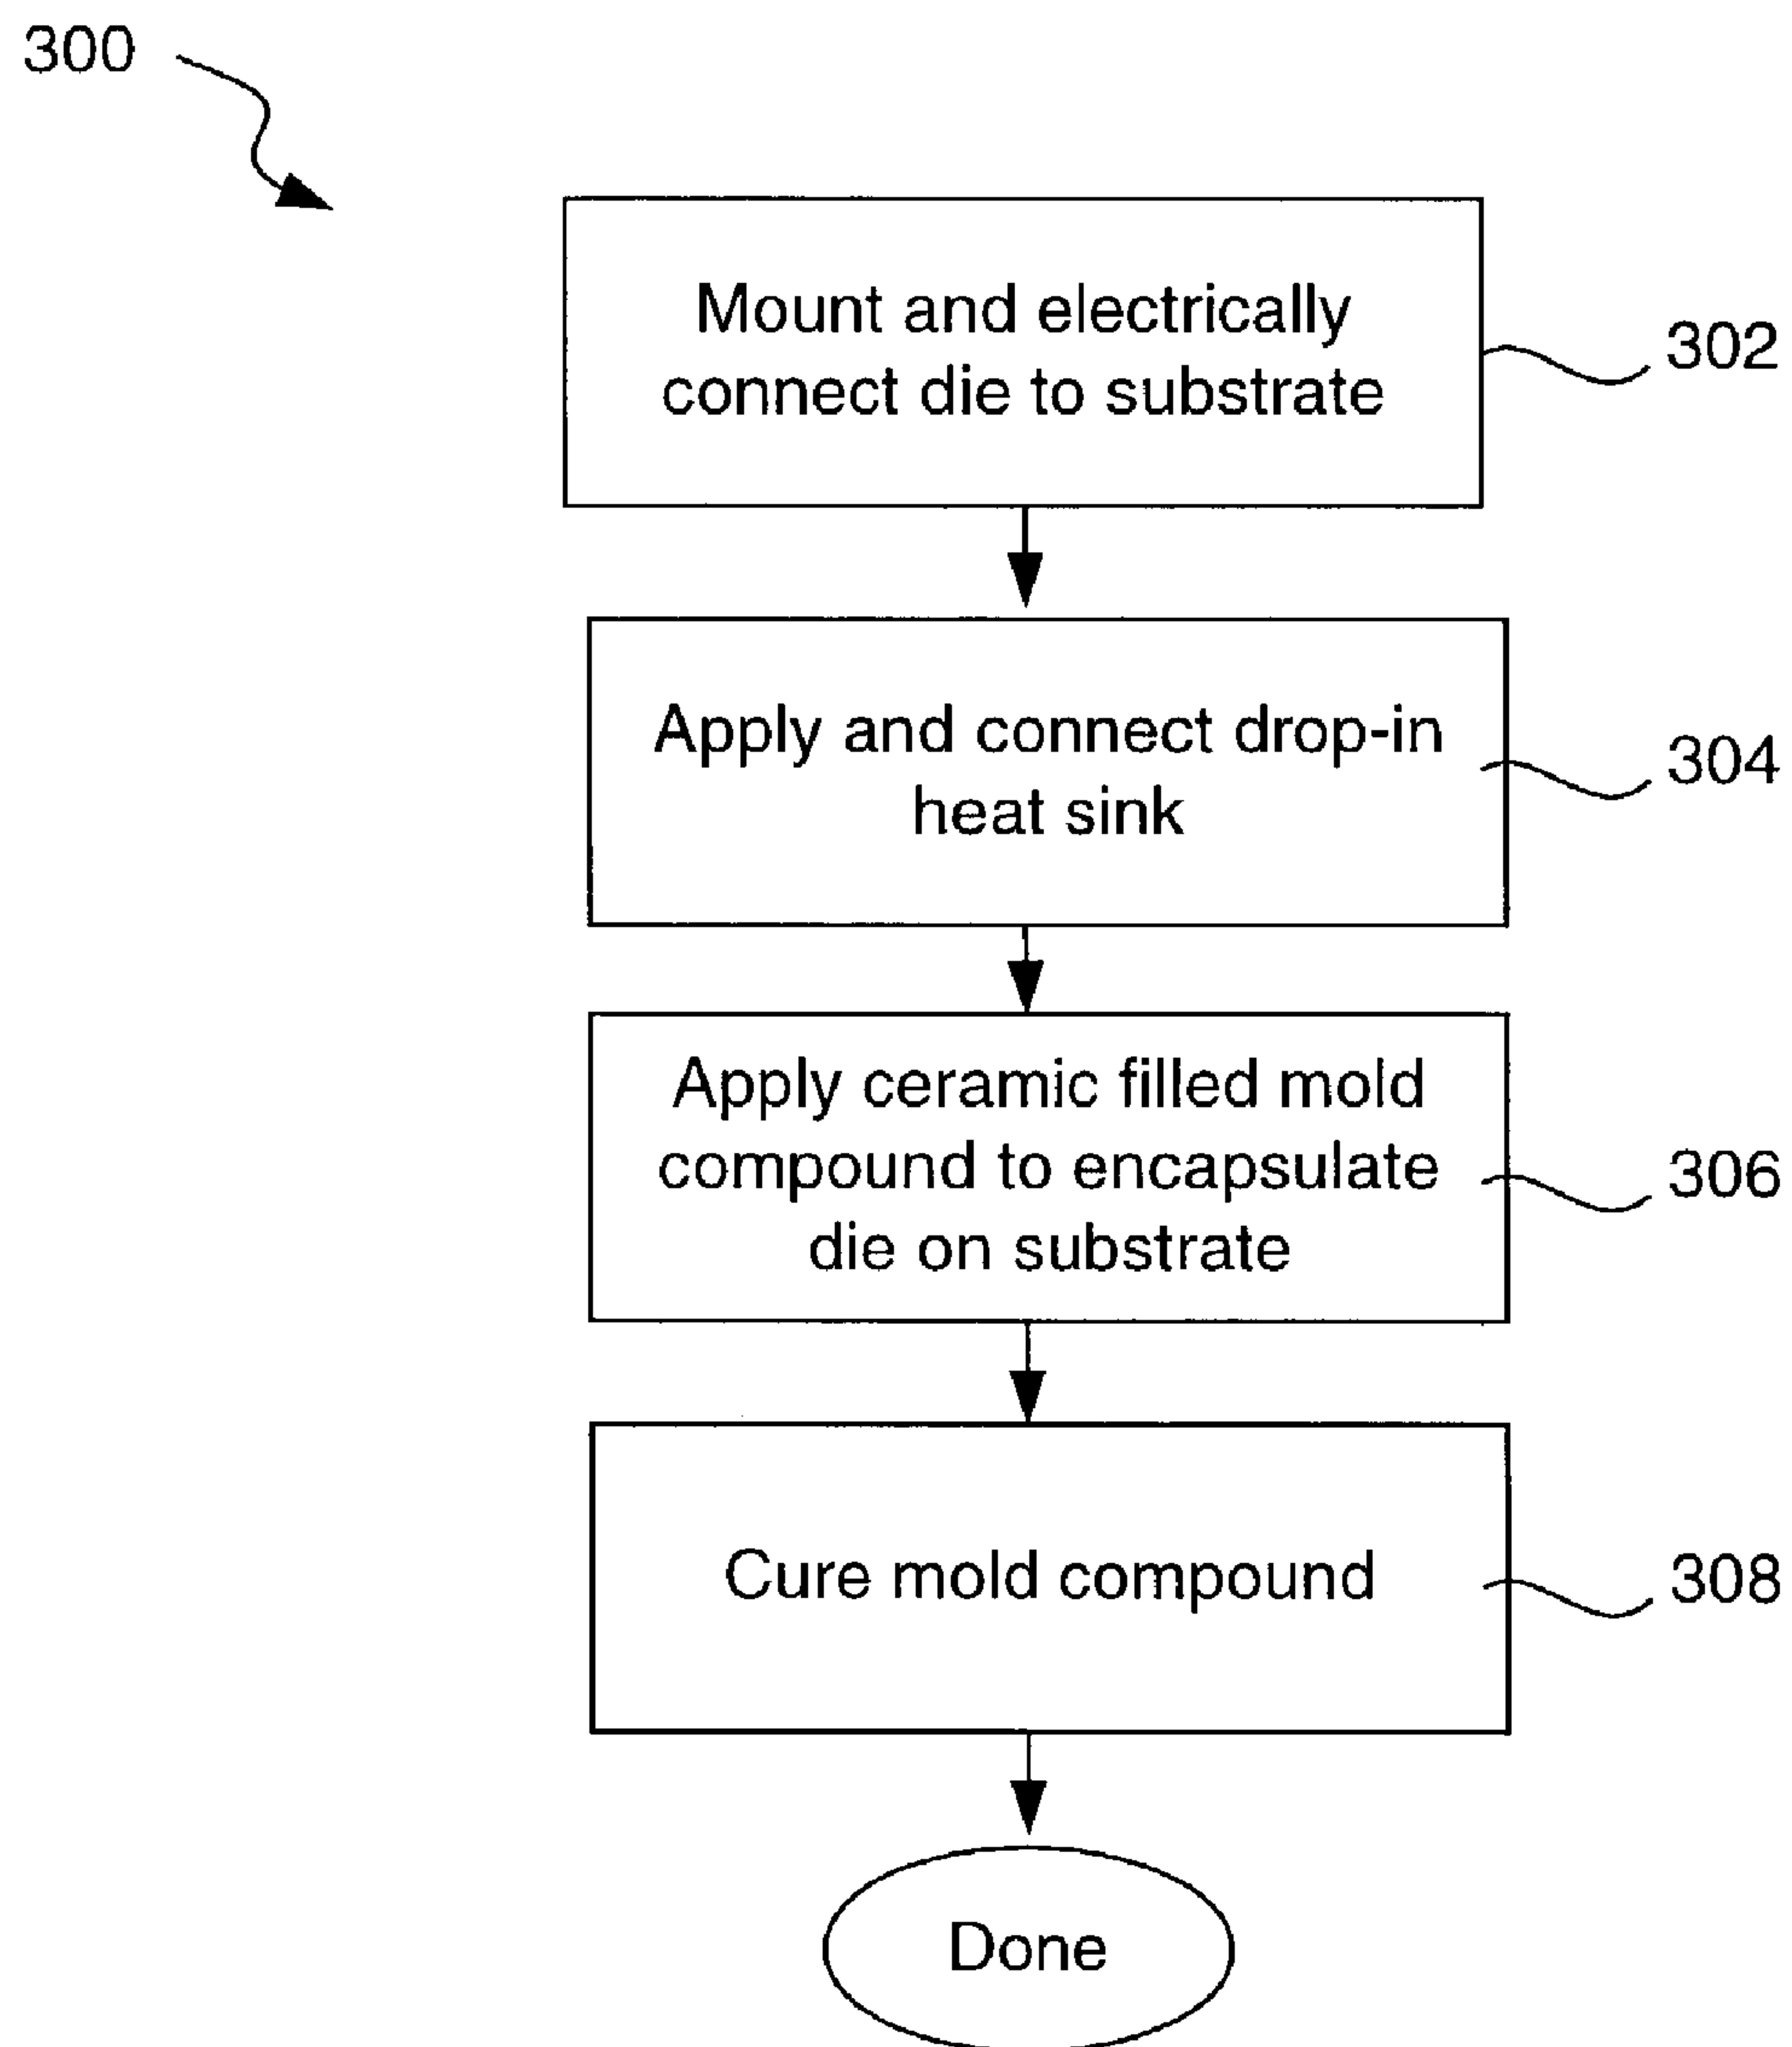 300
Mount and electrically
connect die to substrate
302
Apply and connect drop-in
heat sink
304
Apply ceramic filled mold
compound to encapsulate
die on substrate
306
Cure mold compound
308
Done